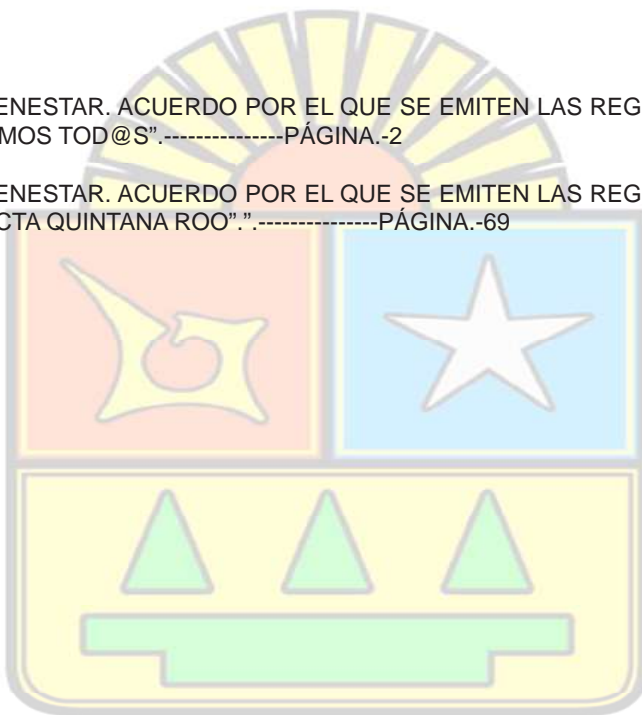 ENESTAR. ACUERDO POR EL QUE SE EMITEN LAS REG
MOS TOD@S”.---------------PÁGINA.-2
ENESTAR. ACUERDO POR EL QUE SE EMITEN LAS REG
CTA QUINTANA ROO”.”.---------------PÁGINA.-69